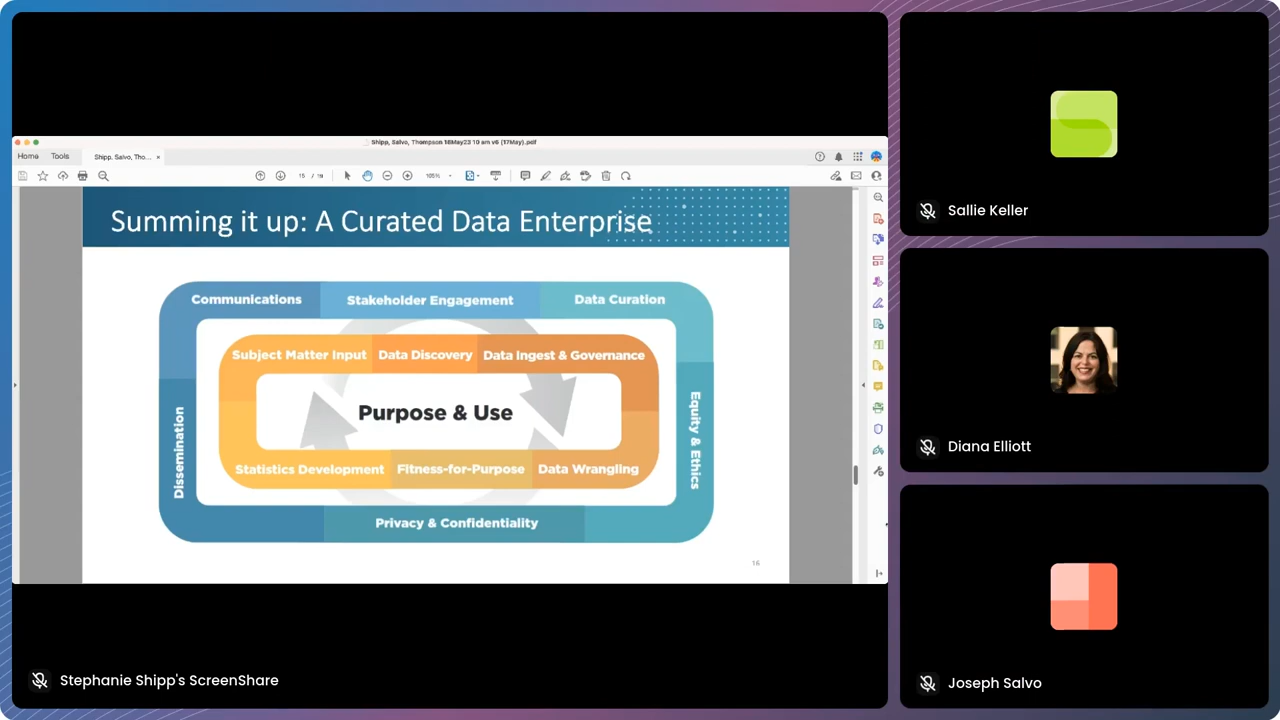 Shipp, Salvo, Thompson 18May23 10 am v6 (17May).pdf
Home
Tools
Shipp, Salvo, Tho...
15 / 19
105%
Summing it up: A Curated Data Enterprise
Communications
Stakeholder Engagement
Data Curation
Subject Matter Input
Data Discovery
Data Ingest & Governance
Purpose & Use
Dissemination
Equity & Ethics
Statistics Development
Fitness-for-Purpose
Data Wrangling
Privacy & Confidentiality
16
Stephanie Shipp's ScreenShare
Sallie Keller
Diana Elliott
Joseph Salvo